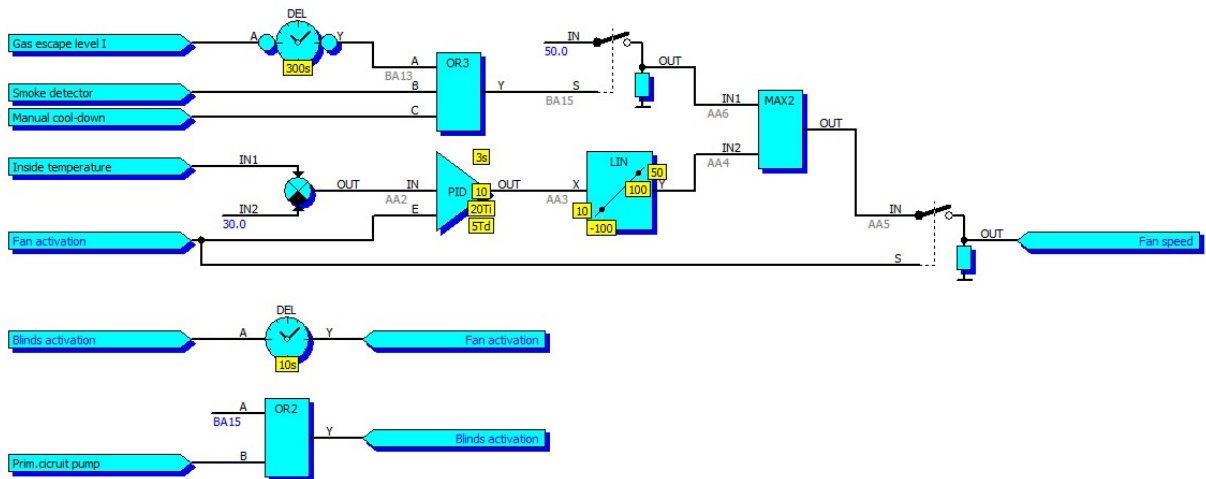 DEL
Gas escape level I
A
Y
300s
IN
50.0
OUT
A
BA13
OR3
Smoke detector
B
Y
S
BA15
Manual cool-down
C
IN1
AA6
MAX2
OUT
Inside temperature
IN1
3s
LIN
50
IN2
AA4
OUT
IN
AA2
PID
10
OUT
X
AA3
100
Y
IN2
30.0
20Ti
10
E
5Td
-100
IN
AA5
Fan activation
OUT
Fan speed
S
DEL
Blinds activation
A
Y
Fan activation
10s
A
BA15
OR2
Y
Blinds activation
Prim.cicruit pump
B